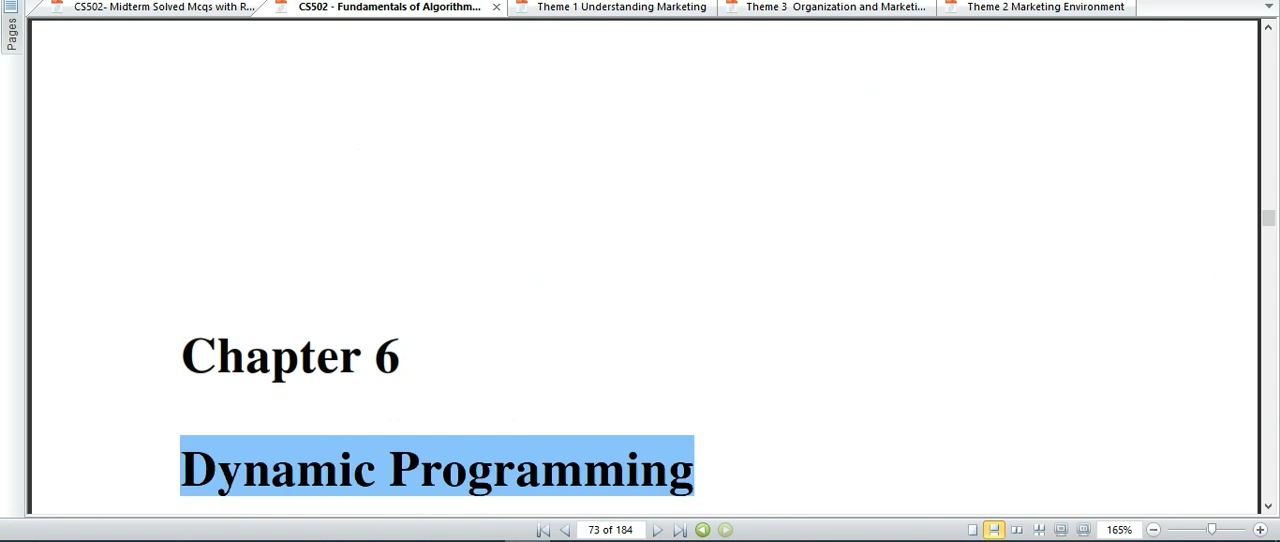 CS502- Midterm Solved Mcqs with R...
CS502 - Fundamentals of Algorithm...
Theme 1 Understanding Marketing
Theme 3 Organization and Marketi...
Theme 2 Marketing Environment
Pages
Chapter 6
Dynamic Programming
73 of 184
165%